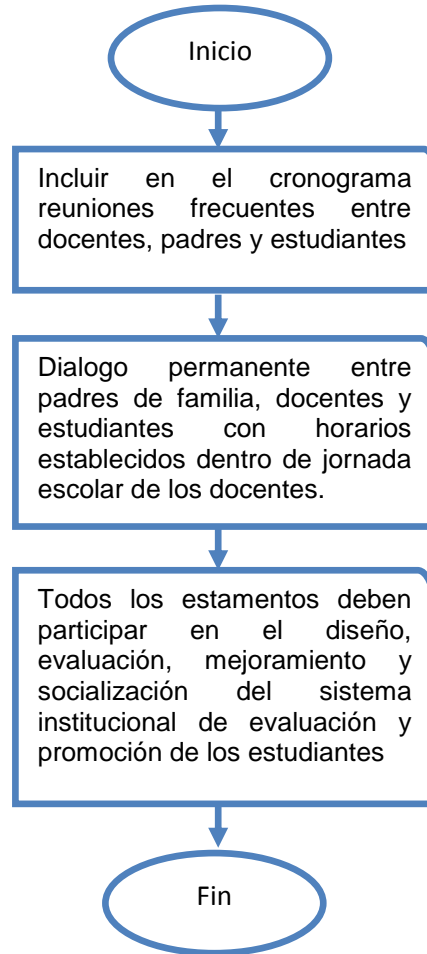 Inicio
Incluir en el cronograma
reuniones frecuentes entre
docentes, padres y estudiantes
Dialogo permanente entre
padres de familia, docentes y
estudiantes con horarios
establecidos dentro de jornada
escolar de los docentes.
Todos los estamentos deben
participar en el diseño,
evaluación, mejoramiento y
socialización del sistema
institucional de evaluación y
promoción de los estudiantes
Fin